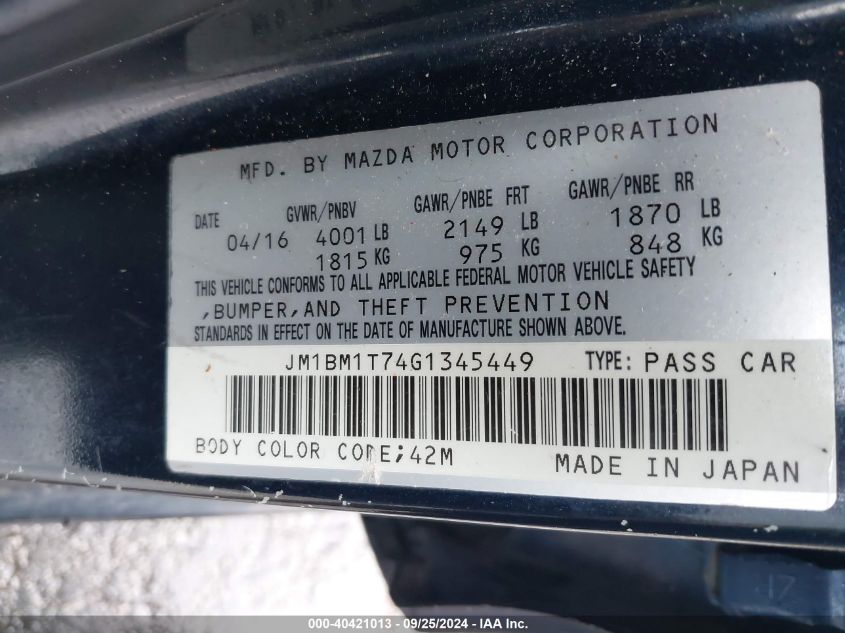 MFD. BY MAZDA MOTOR CORPORATION
DATE GVWR/PNBV GAWR/PNBE FRT GAWR/PNBE RR
04/16 4001 LB 2149 LB 1870 LB
1815 KG 975 KG 848 KG
THIS VEHICLE CONFORMS TO ALL APPLICABLE FEDERAL MOTOR VEHICLE SAFETY
,BUMPER,AND THEFT PREVENTION
STANDARDS IN EFFECT ON THE DATE OF MANUFACTURE SHOWN ABOVE.
JM1BM1T74G1345449 TYPE: PASS CAR
BODY COLOR CODE;42M
MADE IN JAPAN
000-40421013 - 09/25/2024 - IAA Inc.